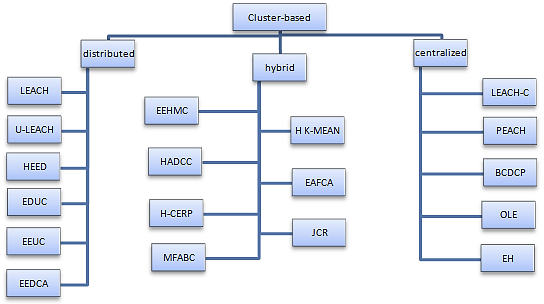 Cluster-based
distributed
hybrid
centralized
LEACH
U-LEACH
HEED
EDUC
EEUC
EEDCA
EEHMC
HADCC
H-CERP
MFABC
H K-MEAN
EAFCA
JCR
LEACH-C
PEACH
BCDCP
OLE
EH